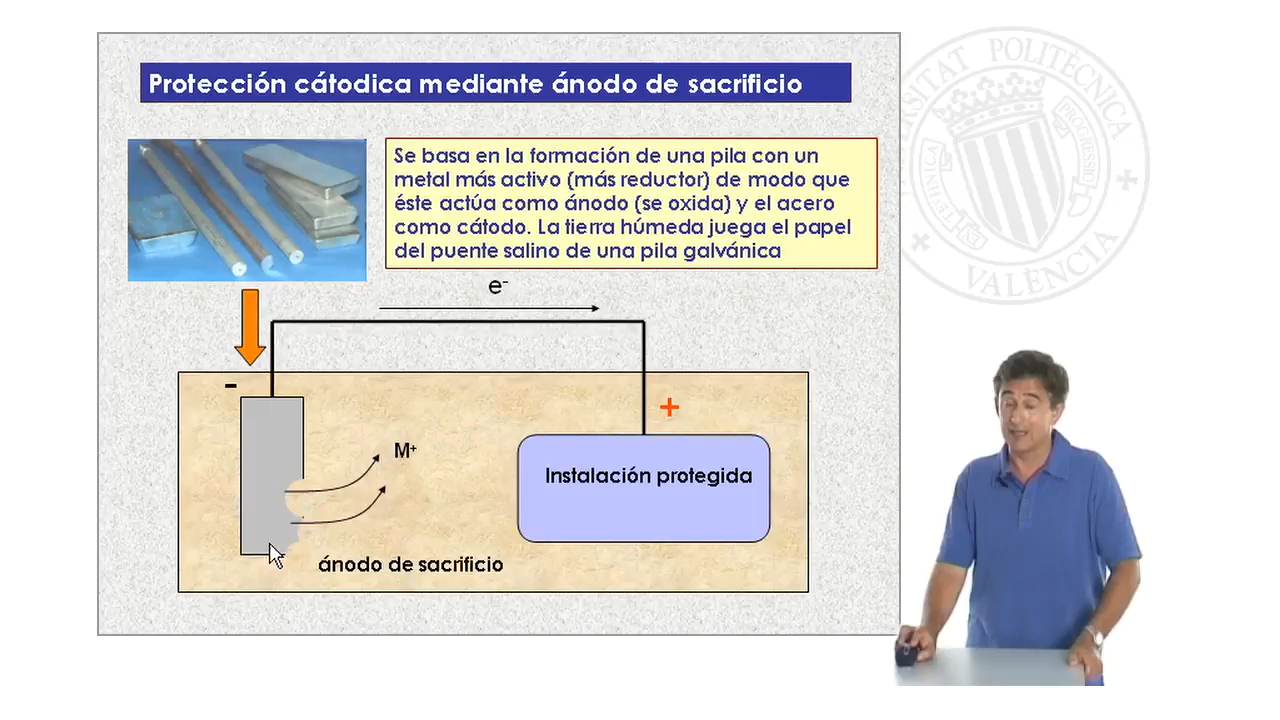 Protección cátodica mediante ánodo de sacrificio
Se basa en la formación de una pila con un
metal más activo (más reductor) de modo que
éste actúa como ánodo (se oxida) y el acero
como cátodo. La tierra húmeda juega el papel
del puente salino de una pila galvánica
e-
-
+
M+
Instalación protegida
ánodo de sacrificio
POLITÈCNICA
VALÈNCIA